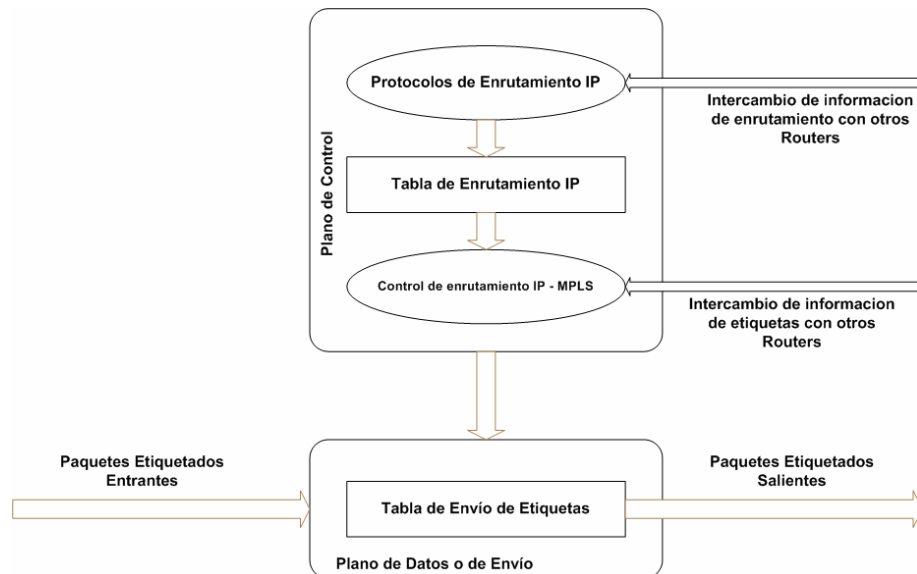 Protocolos de Enrutamiento IP
Intercambio de informacion
de enrutamiento con otros
Routers
Plano de Control
Tabla de Enrutamiento IP
Control de enrutamiento IP - MPLS
Intercambio de informacion
de etiquetas con otros
Routers
Paquetes Etiquetados
Entrantes
Paquetes Etiquetados
Salientes
Tabla de Envío de Etiquetas
Plano de Datos o de Envío